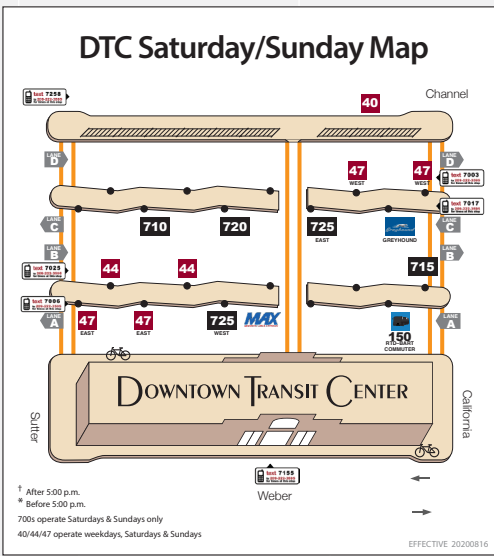 DTC Saturday/Sunday Map
text 7258
Channel
40
LANE
D
LANE
D
47
WEST
47
WEST
text 7003
text 7017
LANE
C
710
720
725
EAST
GREYHOUND
LANE
C
LANE
B
LANE
B
text 7025
44
44
715
text 7006
LANE
A
47
EAST
47
EAST
725
WEST
MAX
150
RTD-BART
COMMUTER
LANE
A
DOWNTOWN TRANSIT CENTER
Sutter
California
text 7155
Weber
† After 5:00 p.m.
* Before 5:00 p.m.
700s operate Saturdays & Sundays only
40/44/47 operate weekdays, Saturdays & Sundays
EFFECTIVE 20200816